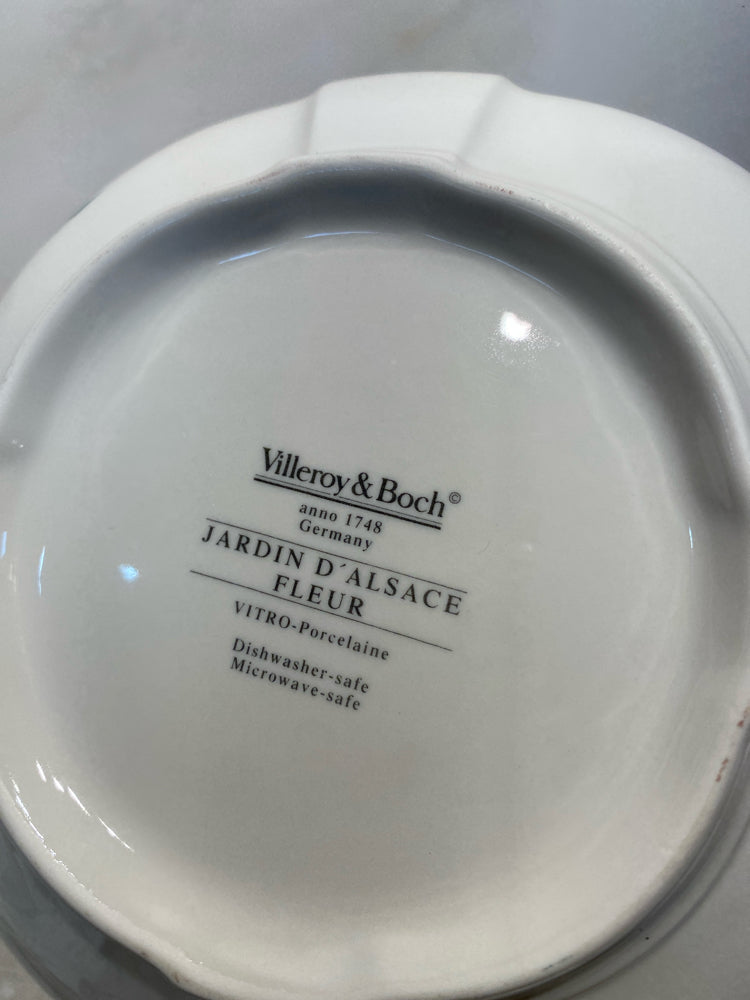 Villeroy & Boch©
anno 1748
Germany
JARDIN D´ALSACE
FLEUR
VITRO-Porcelaine
Dishwasher-safe
Microwave-safe